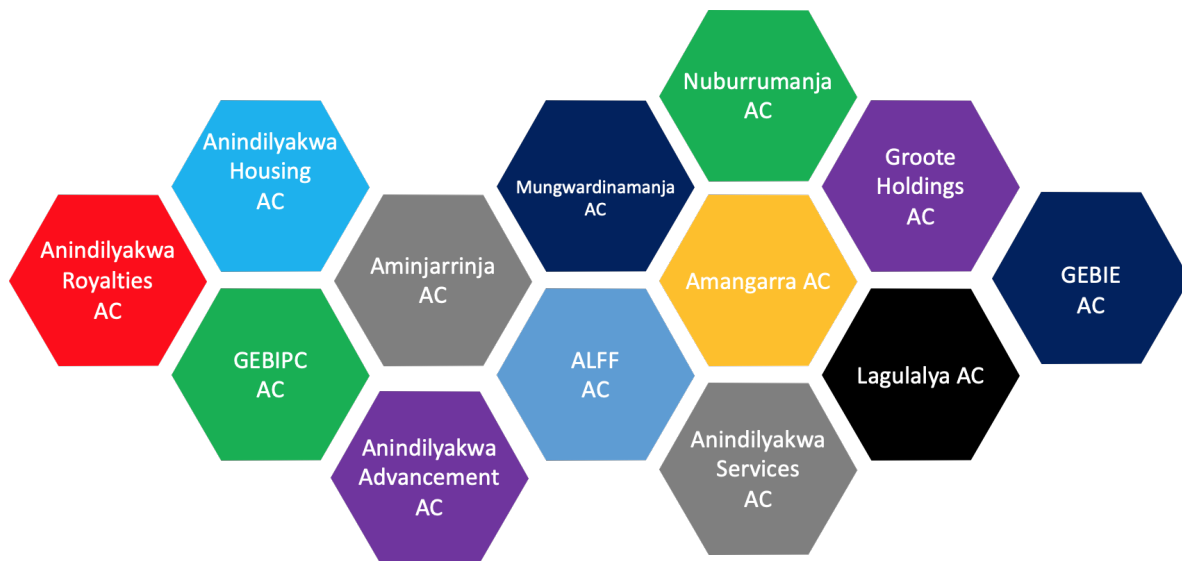 Nuburrumanja
AC
Anindilyakwa
Housing
AC
Mungwardinamanja
AC
Groote
Holdings
AC
Anindilyakwa
Royalties
AC
Aminjarrinja
AC
Amangarra AC
GEBIE
AC
GEBIPC
AC
ALFF
AC
Lagulalya AC
Anindilyakwa
Advancement
AC
Anindilyakwa
Services
AC